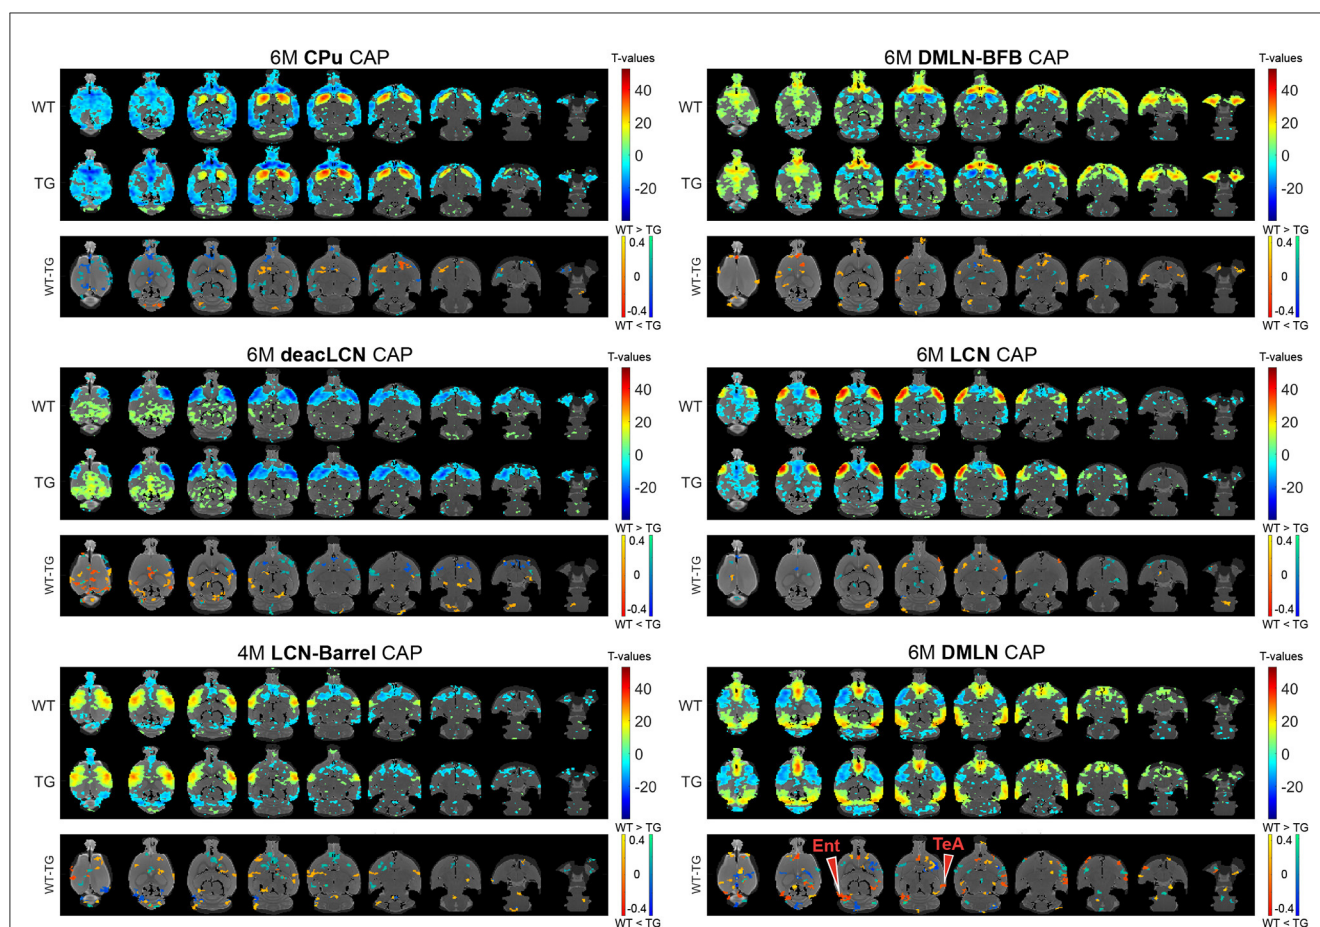 6M CPu CAP
T-values
WT
TG
40
20
0
-20
WT > TG
WT-TG
0.4
-0.4
WT < TG
6M DMLN-BFB CAP
T-values
WT
TG
40
20
0
-20
WT > TG
WT-TG
0.4
-0.4
WT < TG
6M deacLCN CAP
T-values
WT
TG
40
20
0
-20
WT > TG
WT-TG
0.4
-0.4
WT < TG
6M LCN CAP
T-values
WT
TG
40
20
0
-20
WT > TG
WT-TG
0.4
-0.4
WT < TG
4M LCN-Barrel CAP
T-values
WT
TG
40
20
0
-20
WT > TG
WT-TG
0.4
-0.4
WT < TG
6M DMLN CAP
T-values
WT
TG
40
20
0
-20
WT > TG
WT-TG
Ent
TeA
0.4
-0.4
WT < TG